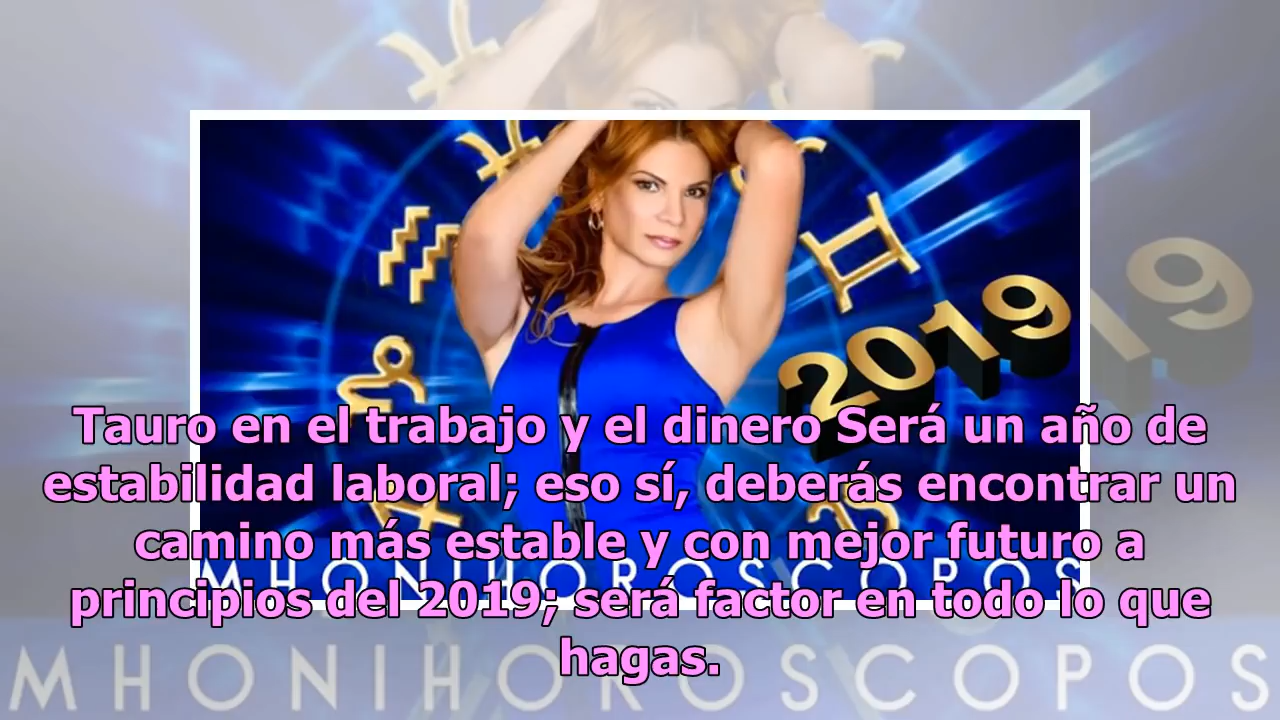 2019
Tauro en el trabajo y el dinero Será un año de
estabilidad laboral; eso sí, deberás encontrar un
camino más estable y con mejor futuro a
principios del 2019; será factor en todo lo que
hagas.
MHONIHOROSCOPOS
MHONIHOROSCOPOS